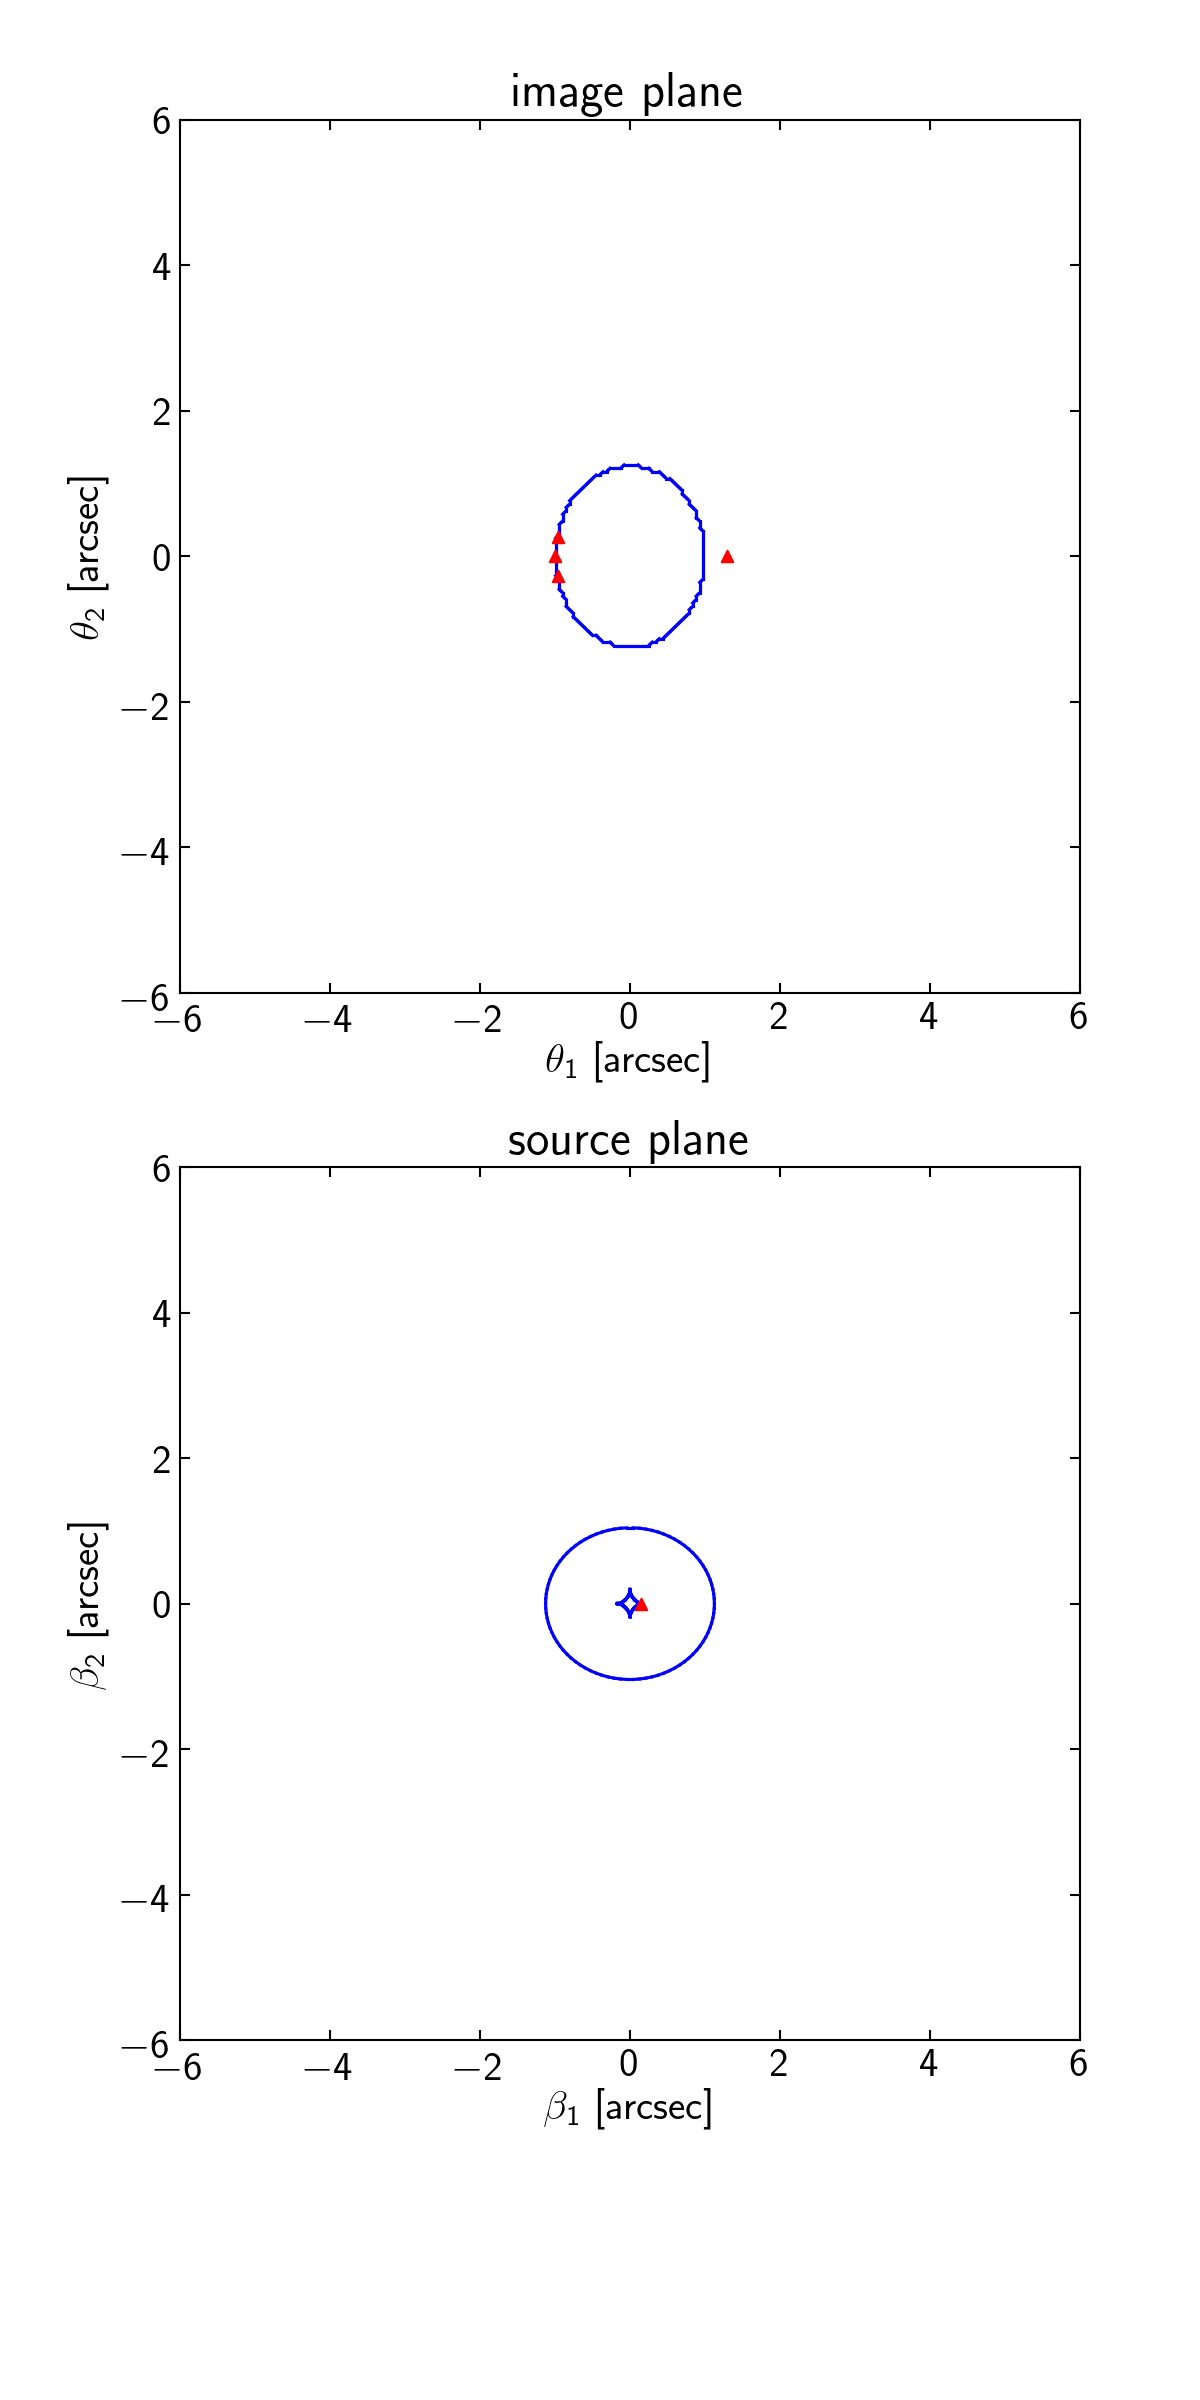 image plane
6
4
2
0
−2
−4
−6
θ₂ [arcsec]
−6 −4 −2 0 2 4 6
θ₁ [arcsec]
source plane
6
4
2
0
−2
−4
−6
β₂ [arcsec]
−6 −4 −2 0 2 4 6
β₁ [arcsec]